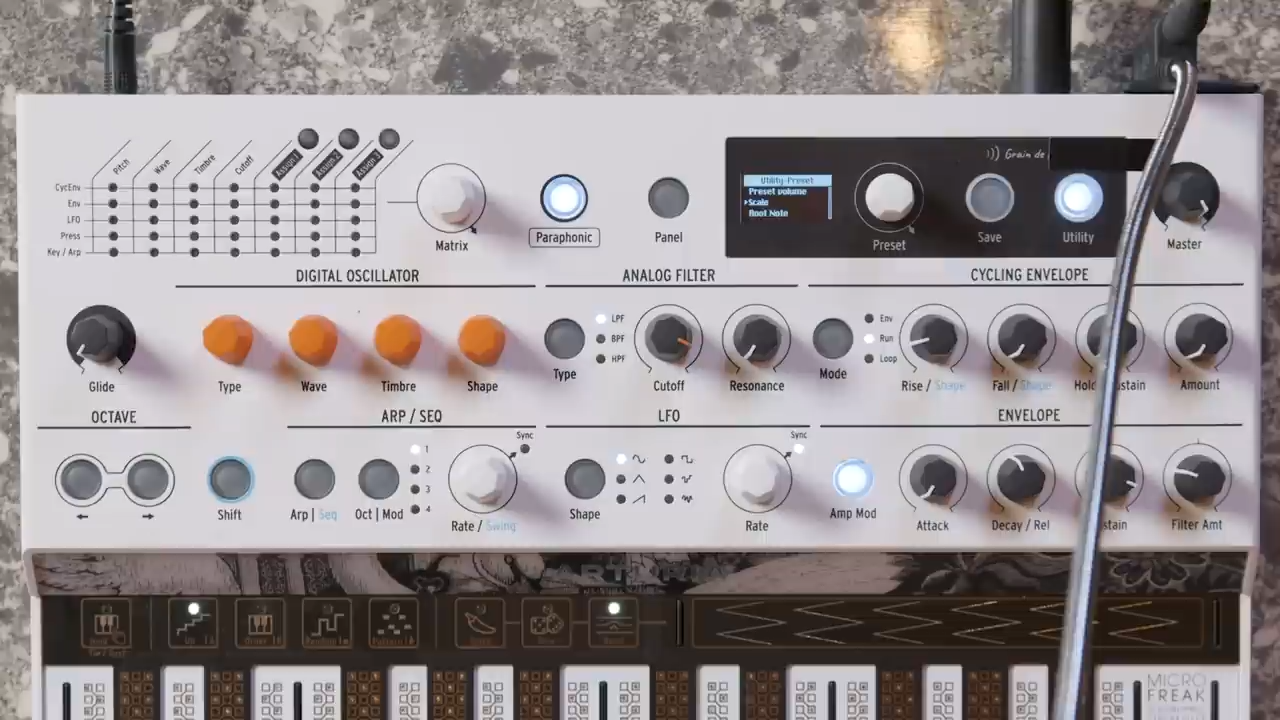 Pitch Wave Timbre Cutoff Assign 1 Assign 2 Assign 3
CycEnv
Env
LFO
Press
Key / Arp
Matrix
Paraphonic
Panel
Grain de
Utility Preset
Preset volume
Scale
Root Note
Preset
Save
Utility
Master
DIGITAL OSCILLATOR
ANALOG FILTER
CYCLING ENVELOPE
Glide
Type
Wave
Timbre
Shape
Type
LPF
BPF
HPF
Cutoff
Resonance
Mode
Env
Run
Loop
Rise / Shape
Fall / Shape
Amount
OCTAVE
ARP / SEQ
LFO
ENVELOPE
Shift
Arp | Seq
Oct | Mod
1
2
3
4
Sync
Rate / Swing
Shape
Sync
Rate
Amp Mod
Attack
Decay / Rel
Filter Amt
ARTURIA
MICRO
FREAK